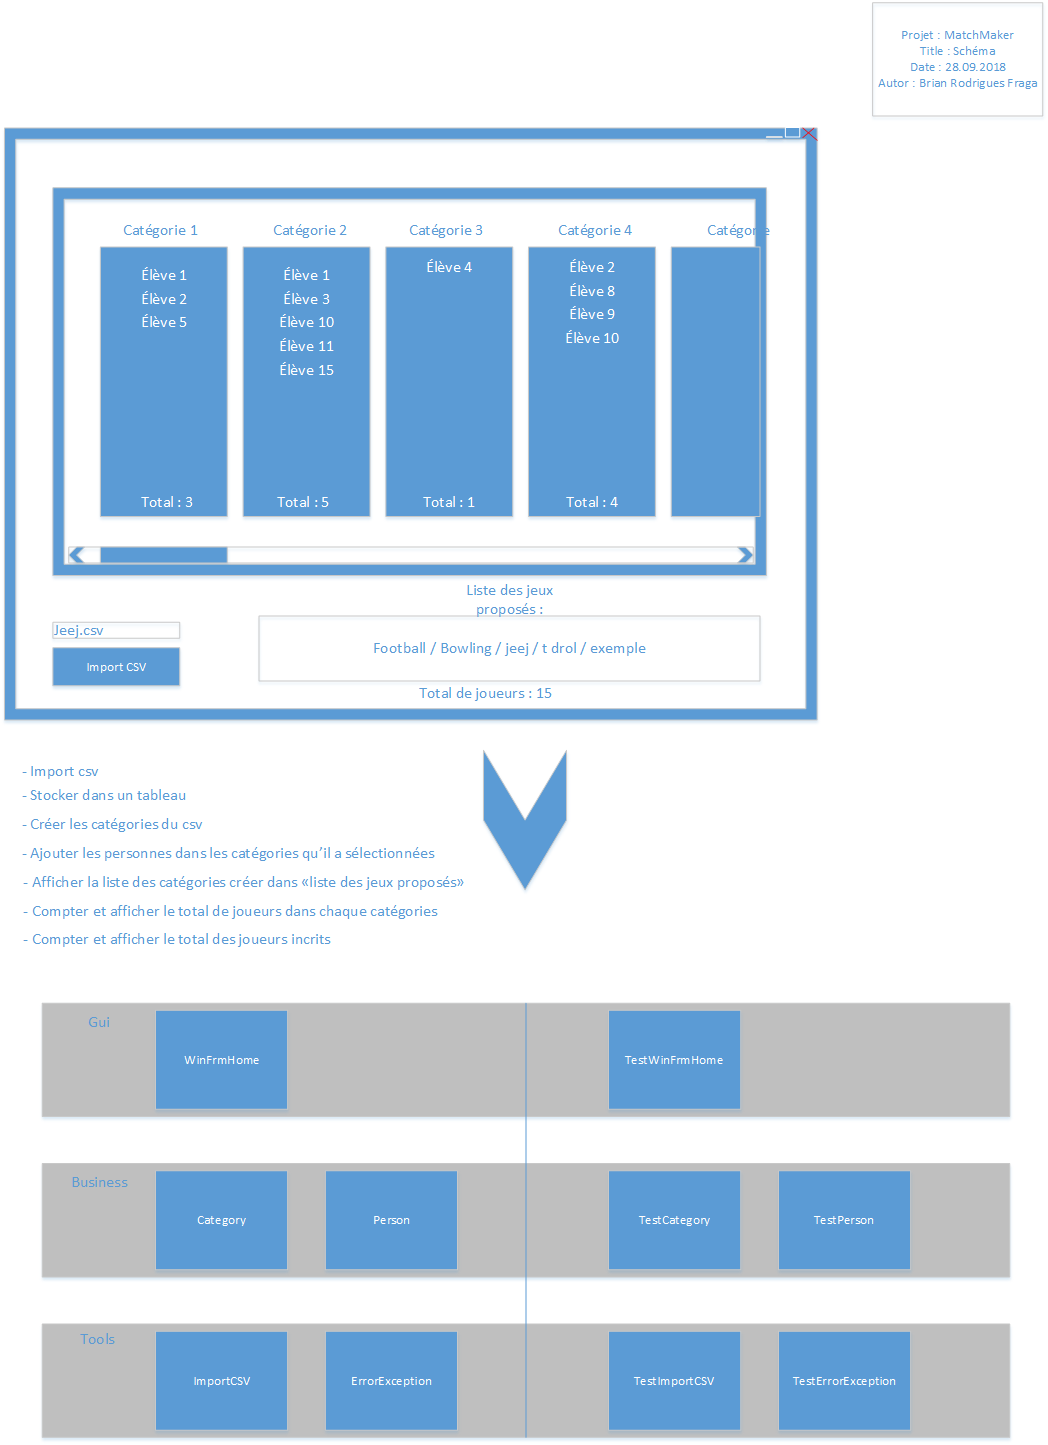 Projet : MatchMaker
Title : Schéma
Date : 28.09.2018
Autor : Brian Rodrigues Fraga
Catégorie 1
Catégorie 2
Catégorie 3
Catégorie 4
Catégorie
Élève 1
Élève 2
Élève 5
Total : 3
Élève 1
Élève 3
Élève 10
Élève 11
Élève 15
Total : 5
Élève 4
Total : 1
Élève 2
Élève 8
Élève 9
Élève 10
Total : 4
Liste des jeux
proposés :
Jeej.csv
Import CSV
Football / Bowling / jeej / t drol / exemple
Total de joueurs : 15
- Import csv
- Stocker dans un tableau
- Créer les catégories du csv
- Ajouter les personnes dans les catégories qu’il a sélectionnées
- Afficher la liste des catégories créer dans «liste des jeux proposés»
- Compter et afficher le total de joueurs dans chaque catégories
- Compter et afficher le total des joueurs incrits
Gui
WinFrmHome
TestWinFrmHome
Business
Category
Person
TestCategory
TestPerson
Tools
ImportCSV
ErrorException
TestImportCSV
TestErrorException